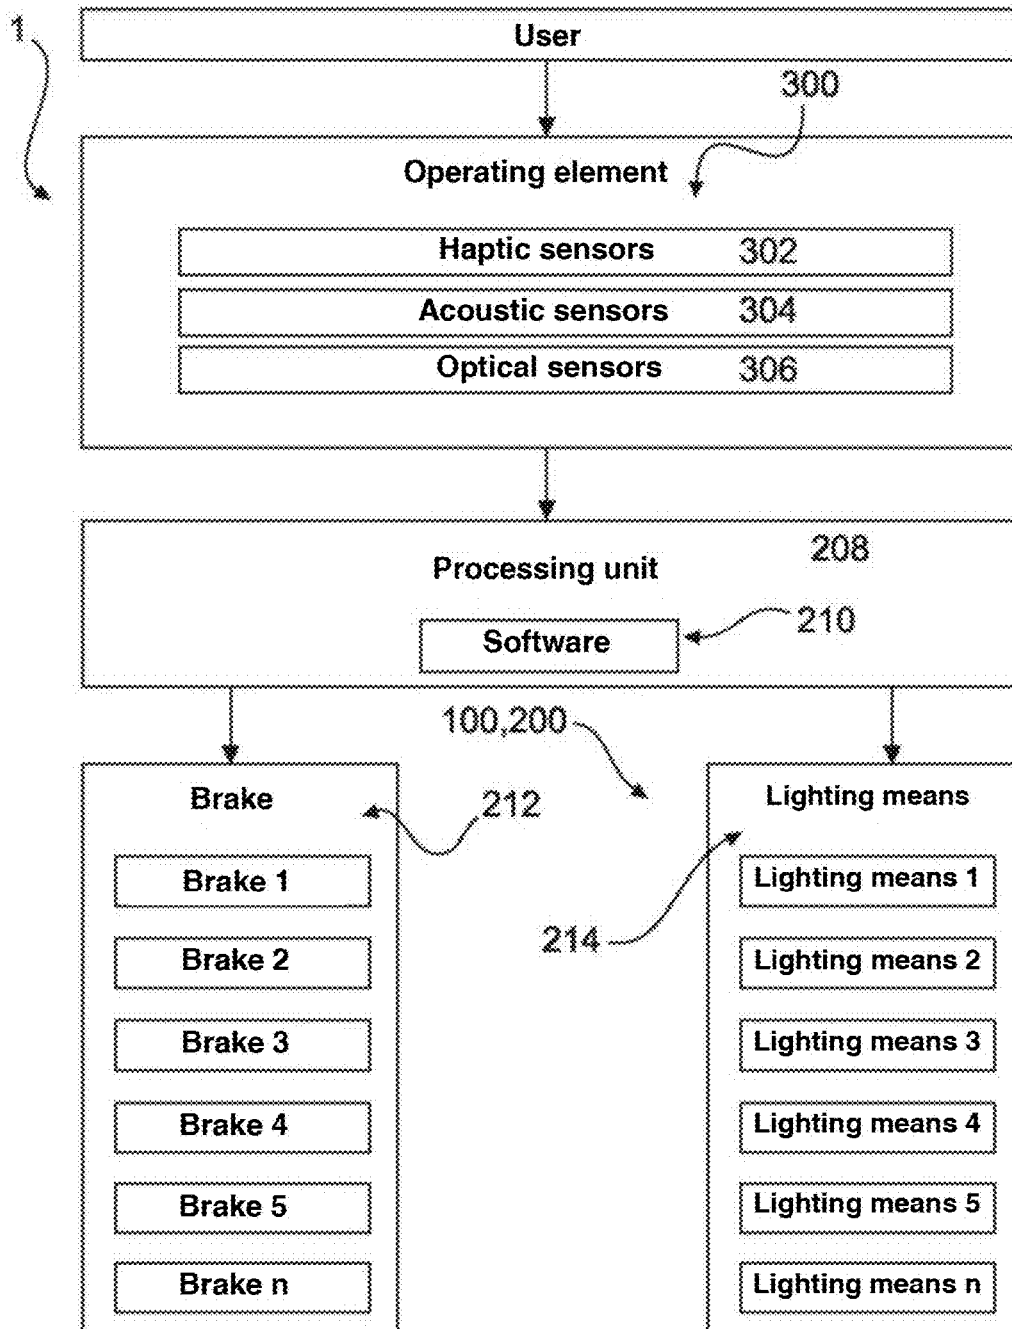 1
User
300
Operating element
Haptic sensors 302
Acoustic sensors 304
Optical sensors 306
208
Processing unit
Software
210
100,200
Brake
212
Lighting means
Brake 1
Lighting means 1
214
Brake 2
Lighting means 2
Brake 3
Lighting means 3
Brake 4
Lighting means 4
Brake 5
Lighting means 5
Brake n
Lighting means n